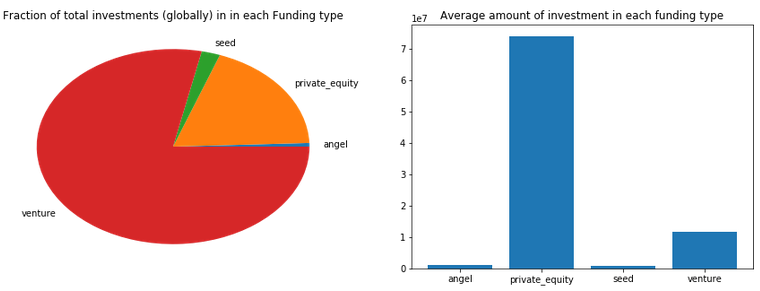 Fraction of total investments (globally) in in each Funding type
seed
private_equity
angel
venture
Average amount of investment in each funding type
1e7
7
6
5
4
3
2
1
0
angel private_equity seed venture